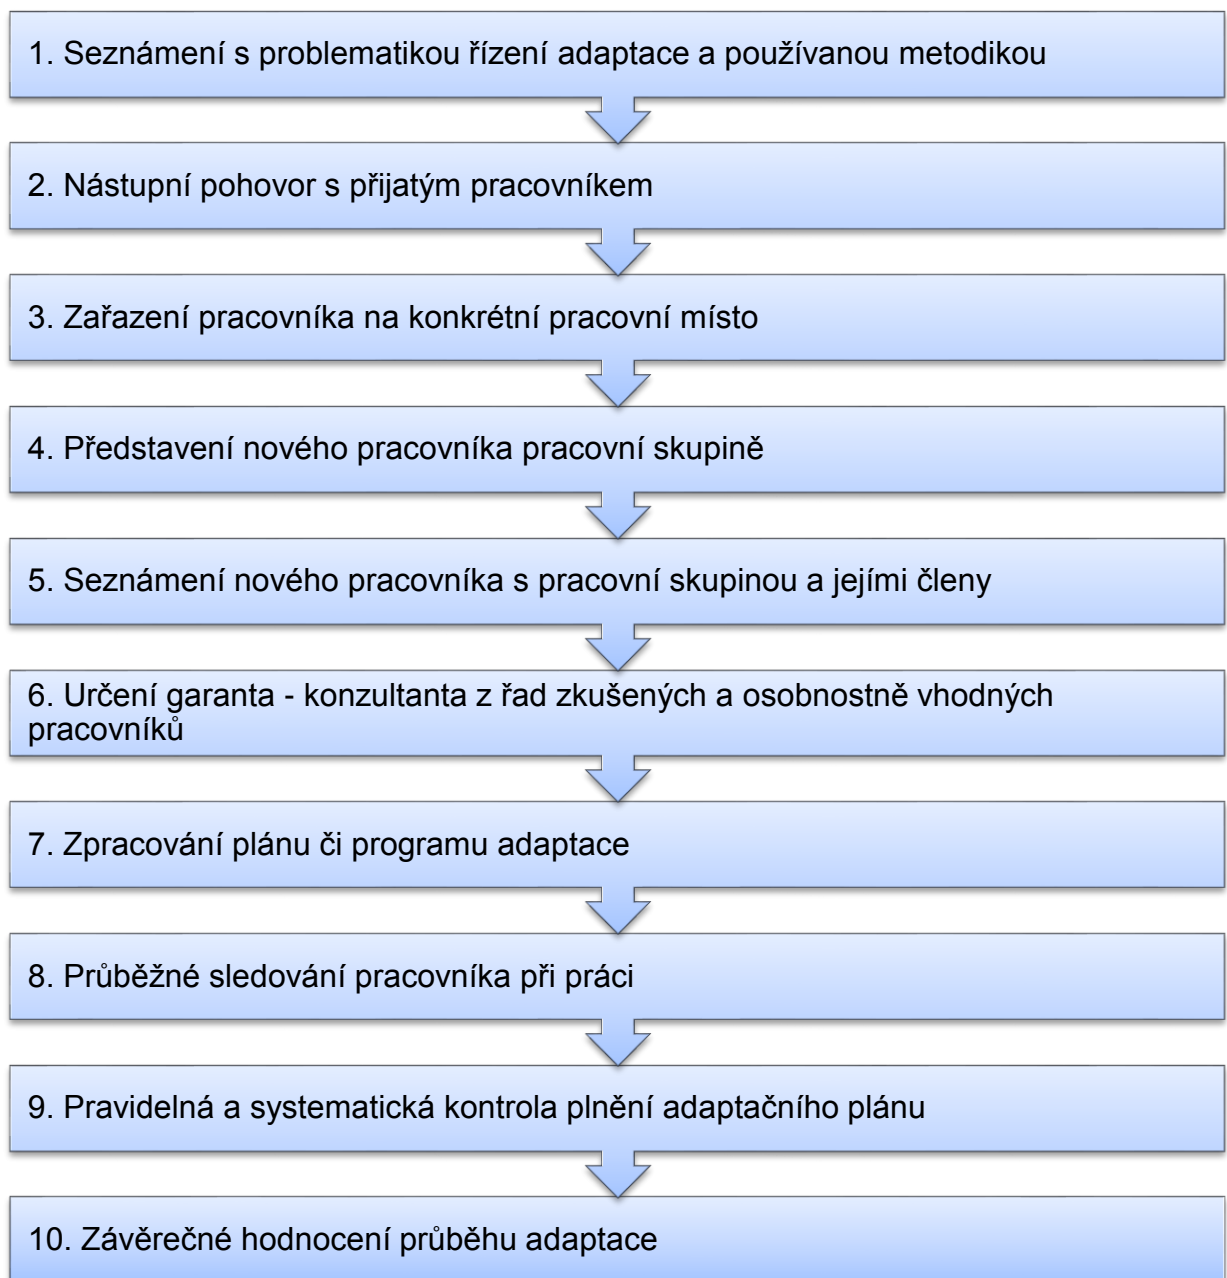 1. Seznámení s problematikou řízení adaptace a používanou metodikou
2. Nástupní pohovor s přijatým pracovníkem
3. Zařazení pracovníka na konkrétní pracovní místo
4. Představení nového pracovníka pracovní skupině
5. Seznámení nového pracovníka s pracovní skupinou a jejími členy
6. Určení garanta - konzultanta z řad zkušených a osobnostně vhodných
pracovníků
7. Zpracování plánu či programu adaptace
8. Průběžné sledování pracovníka při práci
9. Pravidelná a systematická kontrola plnění adaptačního plánu
10. Závěrečné hodnocení průběhu adaptace